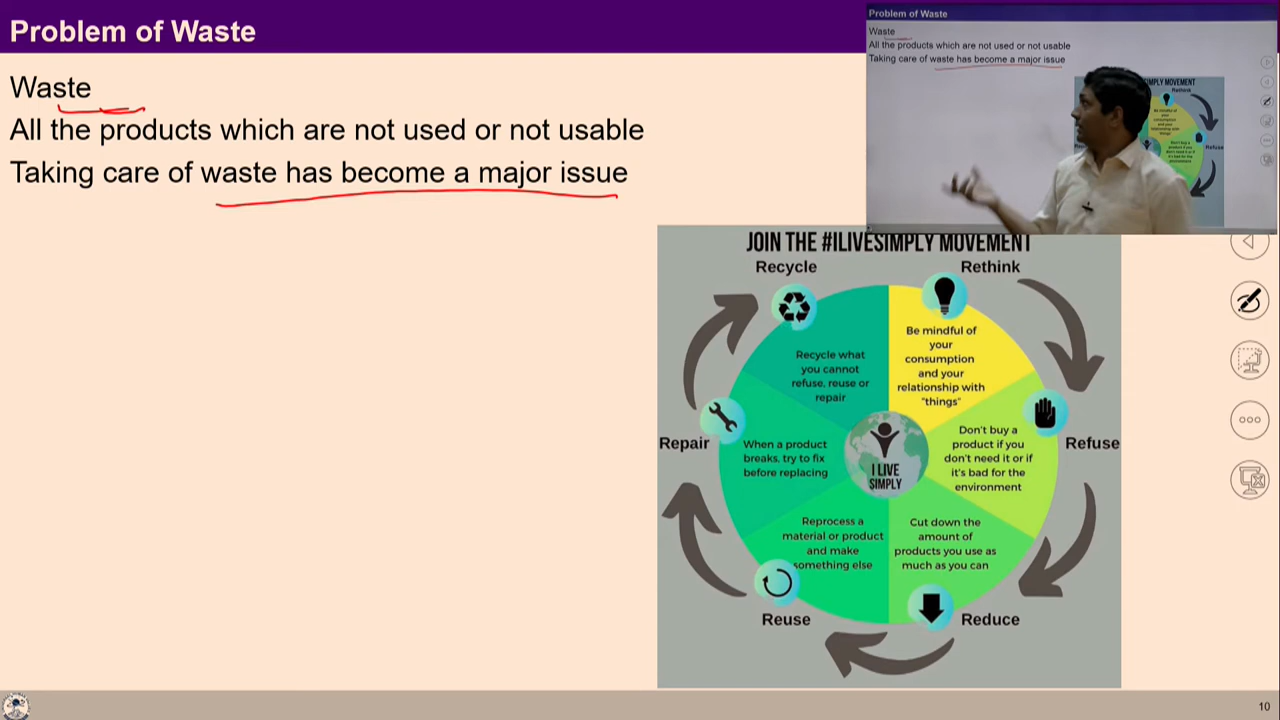 Problem of Waste
Waste
All the products which are not used or not usable
Taking care of waste has become a major issue
Problem of Waste
Waste
All the products which are not used or not usable
Taking care of waste has become a major issue
SIMPLY MOVEMENT
Rethink
Refuse
JOIN THE #ILIVESIMPLY MOVEMENT
Recycle
Rethink
Be mindful of
your
consumption
and your
relationship with
"things"
Refuse
Don't buy a
product if you
don't need it or if
it's bad for the
environment
Reduce
Cut down the
amount of
products you use as
much as you can
Reuse
Reprocess a
material or product
and make
something else
Repair
When a product
breaks, try to fix
before replacing
Recycle what
you cannot
refuse, reuse or
repair
I LIVE
SIMPLY
10